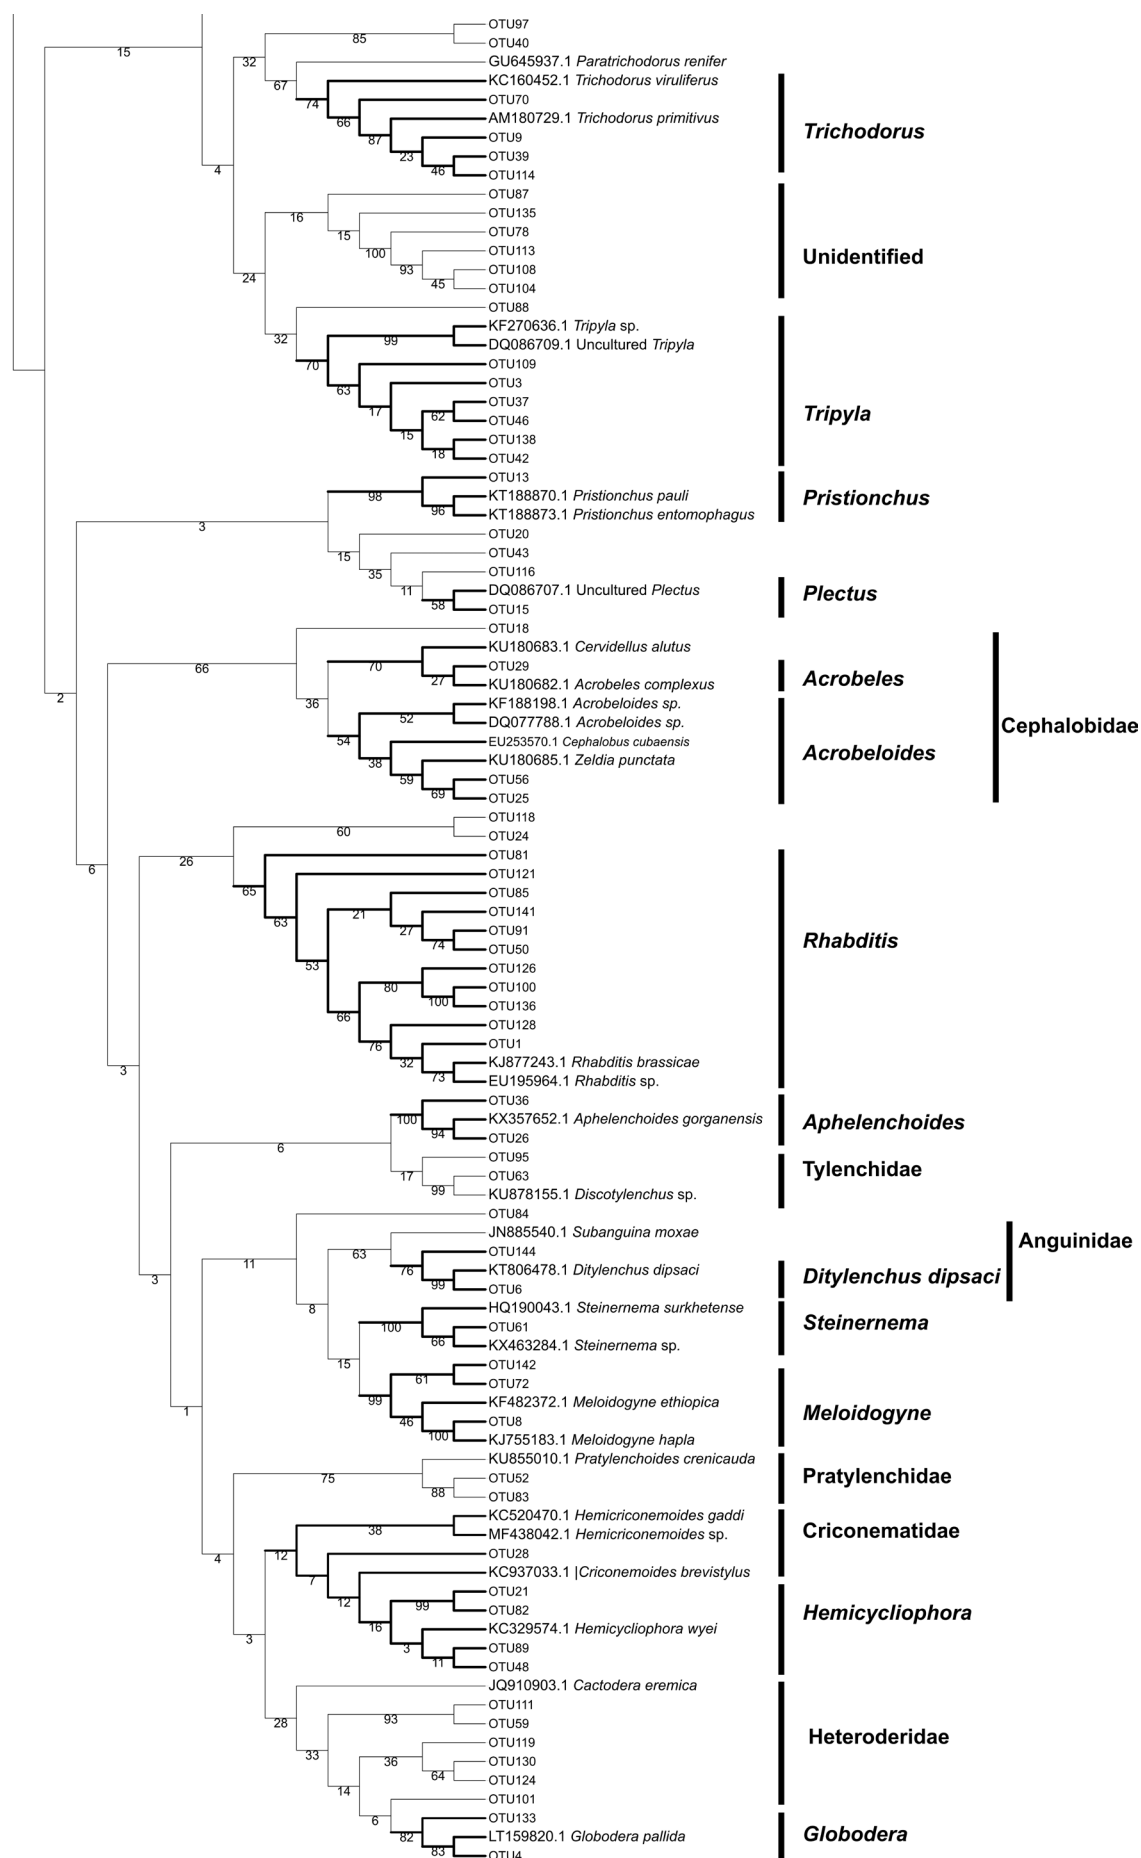 OTU97
85
OTU40
15
32
GU645937.1 Paratrichodorus renifer
67
KC160452.1 Trichodorus viruliferus
74
OTU70
66
AM180729.1 Trichodorus primitivus
Trichodorus
87
OTU9
23
OTU39
46
OTU114
4
OTU87
16
OTU135
15
OTU78
100
OTU113
Unidentified
93
OTU108
45
OTU104
24
OTU88
32
KF270636.1 Tripyla sp.
99
DQ086709.1 Uncultured Tripyla
70
OTU109
63
OTU3
17
OTU37
62
Tripyla
OTU46
15
OTU138
18
OTU42
OTU13
98
KT188870.1 Pristionchus pauli
Pristionchus
96
KT188873.1 Pristionchus entomophagus
3
OTU20
15
OTU43
35
OTU116
11
DQ086707.1 Uncultured Plectus
Plectus
58
OTU15
OTU18
66
KU180683.1 Cervidellus alutus
70
OTU29
27
KU180682.1 Acrobeles complexus
Acrobeles
2
36
KF188198.1 Acrobeloides sp.
52
DQ077788.1 Acrobeloides sp.
Cephalobidae
54
EU253570.1 Cephalobus cubaensis
38
KU180685.1 Zeldia punctata
Acrobeloides
59
OTU56
69
OTU25
OTU118
60
OTU24
26
6
OTU81
65
OTU121
63
OTU85
21
OTU141
27
OTU91
74
Rhabditis
OTU50
53
OTU126
80
OTU100
100
OTU136
66
OTU128
76
OTU1
32
KJ877243.1 Rhabditis brassicae
73
EU195964.1 Rhabditis sp.
3
OTU36
100
KX357652.1 Aphelenchoides gorganensis
Aphelenchoides
94
OTU26
6
OTU95
17
OTU63
Tylenchidae
99
KU878155.1 Discotylenchus sp.
OTU84
11
JN885540.1 Subanguina moxae
Anguinidae
63
OTU144
76
KT806478.1 Ditylenchus dipsaci
Ditylenchus dipsaci
99
OTU6
3
8
HQ190043.1 Steinernema surkhetense
100
OTU61
Steinernema
66
KX463284.1 Steinernema sp.
15
OTU142
61
OTU72
99
KF482372.1 Meloidogyne ethiopica
Meloidogyne
46
OTU8
100
KJ755183.1 Meloidogyne hapla
1
KU855010.1 Pratylenchoides crenicauda
75
OTU52
Pratylenchidae
88
OTU83
KC520470.1 Hemicriconemoides gaddi
38
MF438042.1 Hemicriconemoides sp.
Criconematidae
12
OTU28
4
7
KC937033.1 |Criconemoides brevistylus
12
OTU21
99
OTU82
Hemicycliophora
16
KC329574.1 Hemicycliophora wyei
3
3
OTU89
11
OTU48
JQ910903.1 Cactodera eremica
28
OTU111
93
OTU59
33
OTU119
Heteroderidae
36
OTU130
64
OTU124
14
OTU101
6
OTU133
82
LT159820.1 Globodera pallida
Globodera
83
OTU4